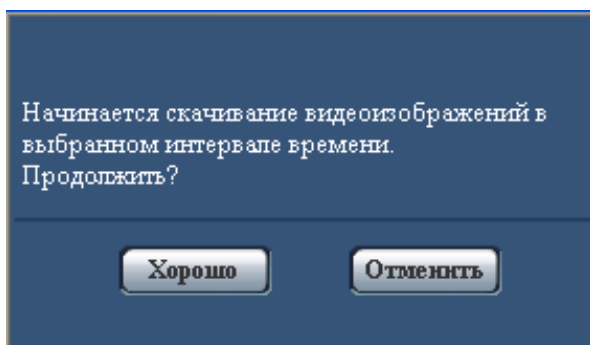 Начинается скачивание видеоизображений в
выбранном интервале времени.
Продолжить?
Хорошо Отменить